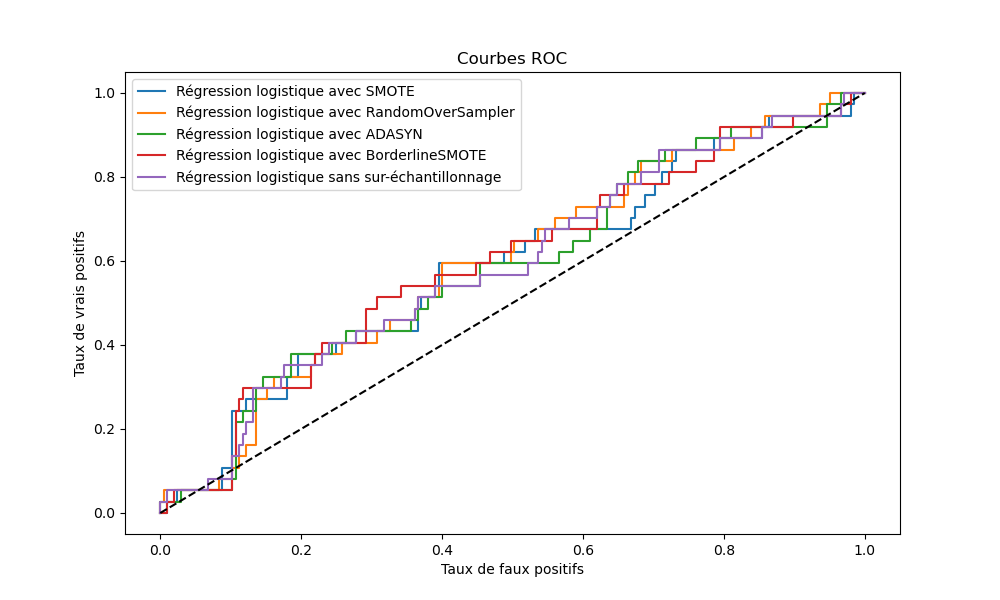 Courbes ROC
Régression logistique avec SMOTE
Régression logistique avec RandomOverSampler
Régression logistique avec ADASYN
Régression logistique avec BorderlineSMOTE
Régression logistique sans sur-échantillonnage
Taux de vrais positifs
1.0
0.8
0.6
0.4
0.2
0.0
0.0 0.2 0.4 0.6 0.8 1.0
Taux de faux positifs